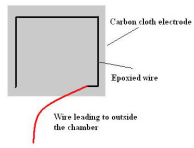 Carbon cloth electrode
Epoxied wire
Wire leading to outside
the chamber